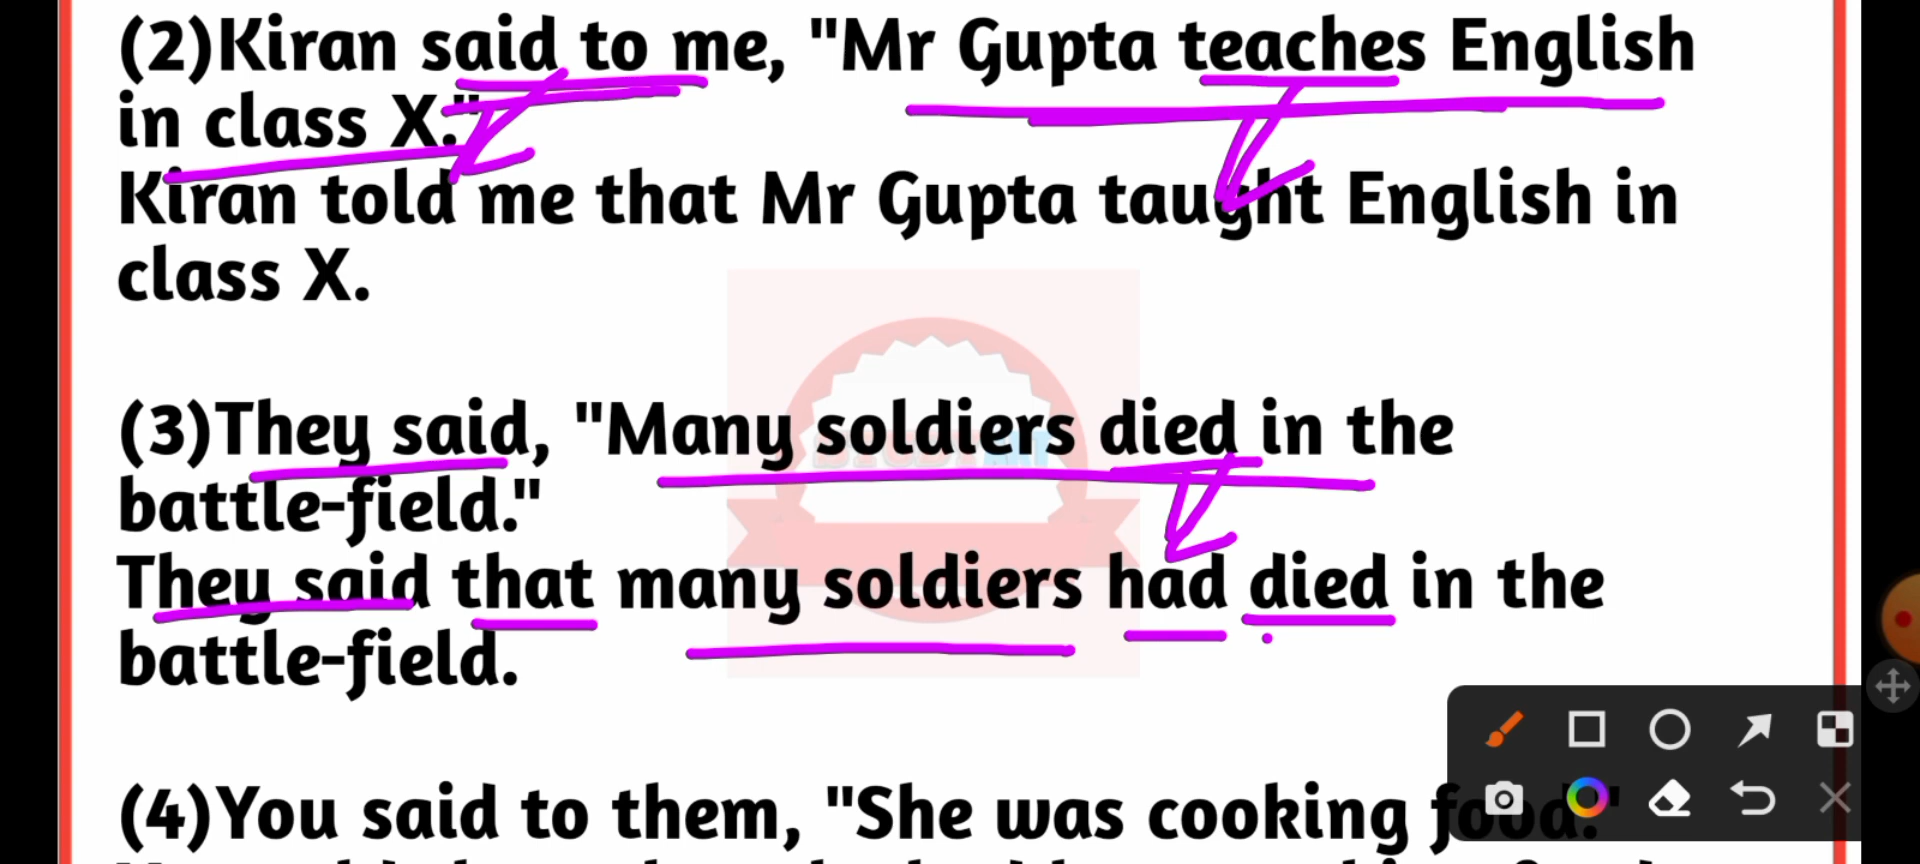 (2)Kiran said to me, "Mr Gupta teaches English
in class X."
Kiran told me that Mr Gupta taught English in
class X.
(3)They said, "Many soldiers died in the
battle-field."
They said that many soldiers had died in the
battle-field.
(4)You said to them, "She was cooking food."